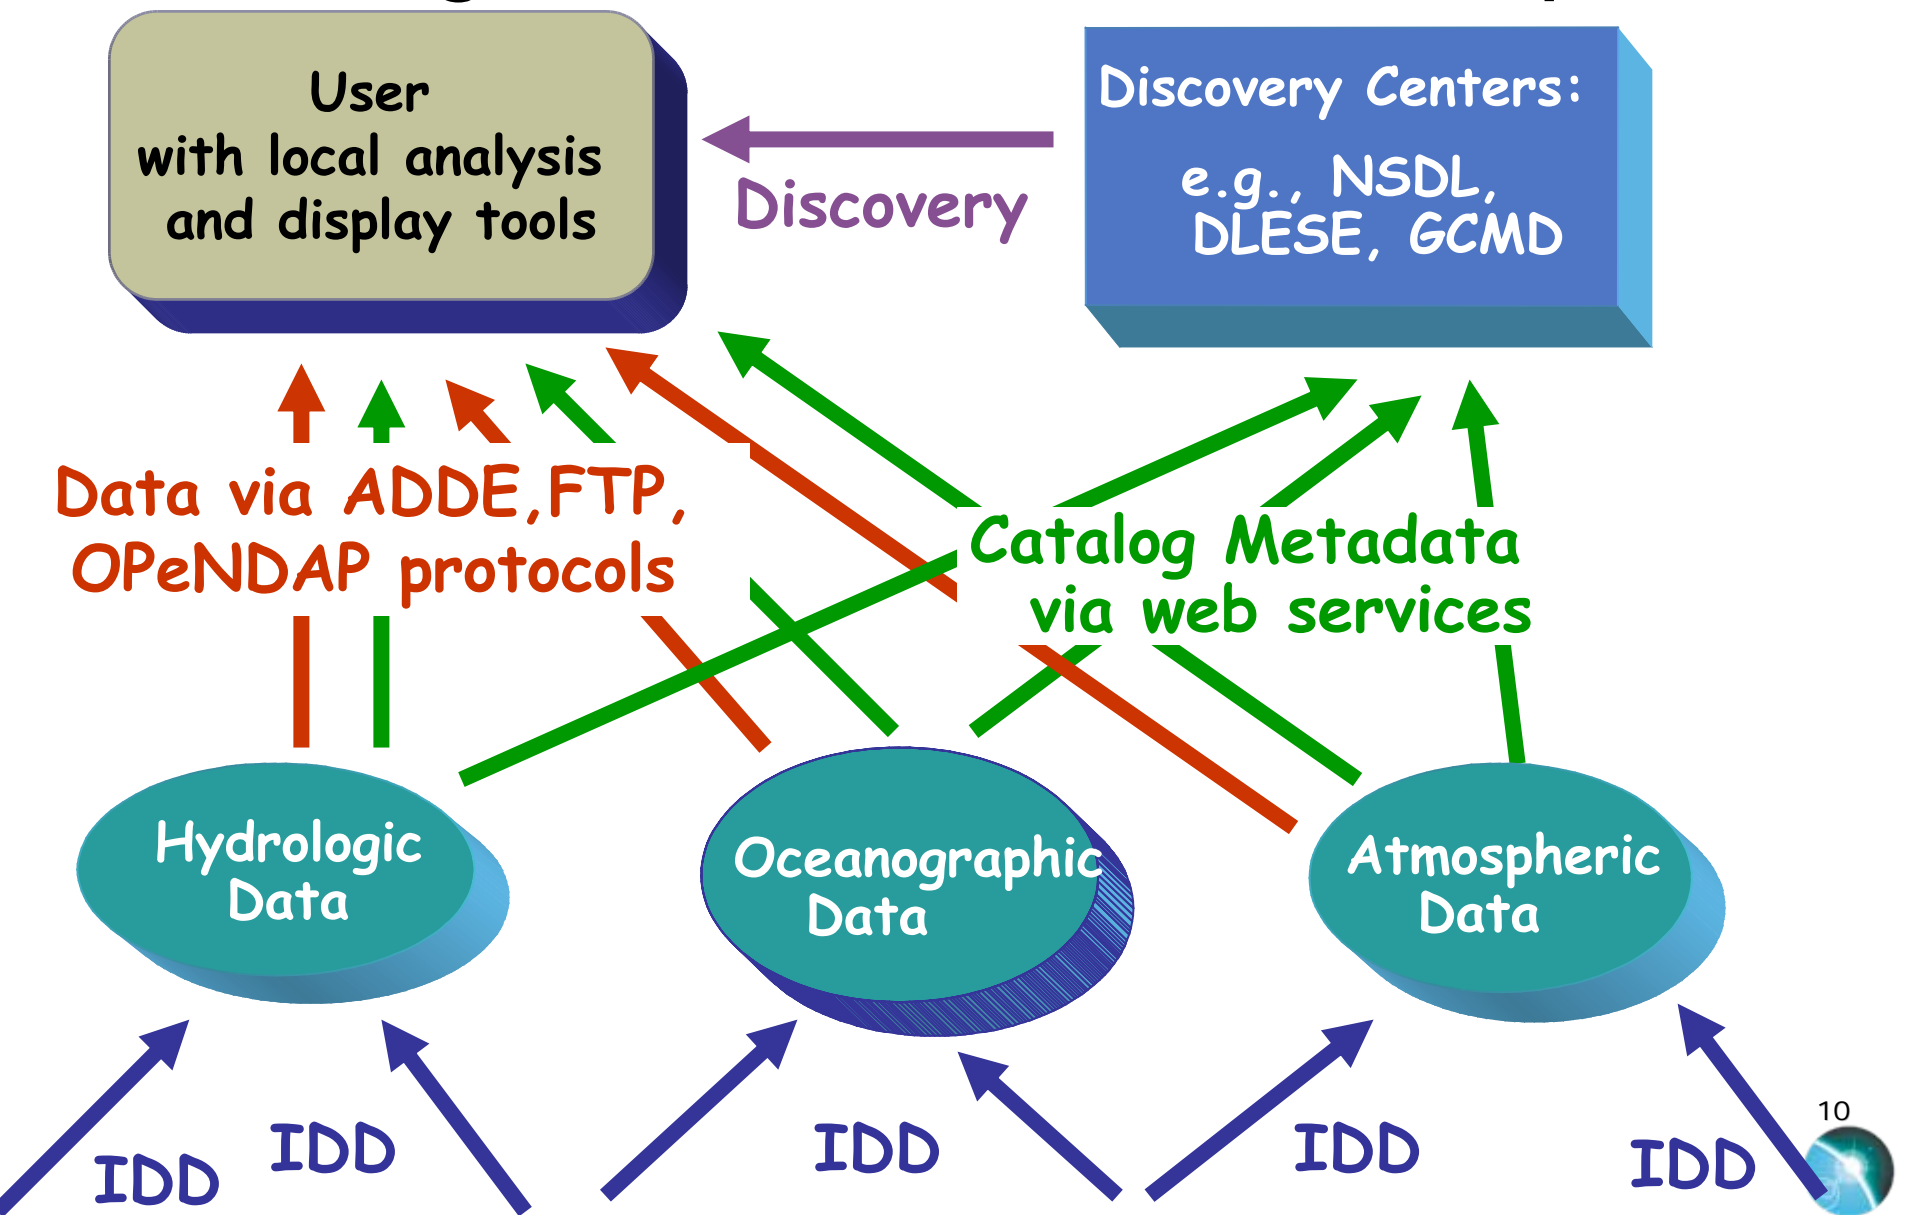 User
with local analysis
and display tools
Discovery Centers:
e.g., NSDL,
DLESE, GCMD
Discovery
Data via ADDE,FTP,
OPeNDAP protocols
Catalog Metadata
via web services
Hydrologic
Data
Oceanographic
Data
Atmospheric
Data
IDD
IDD
IDD
IDD
IDD
10